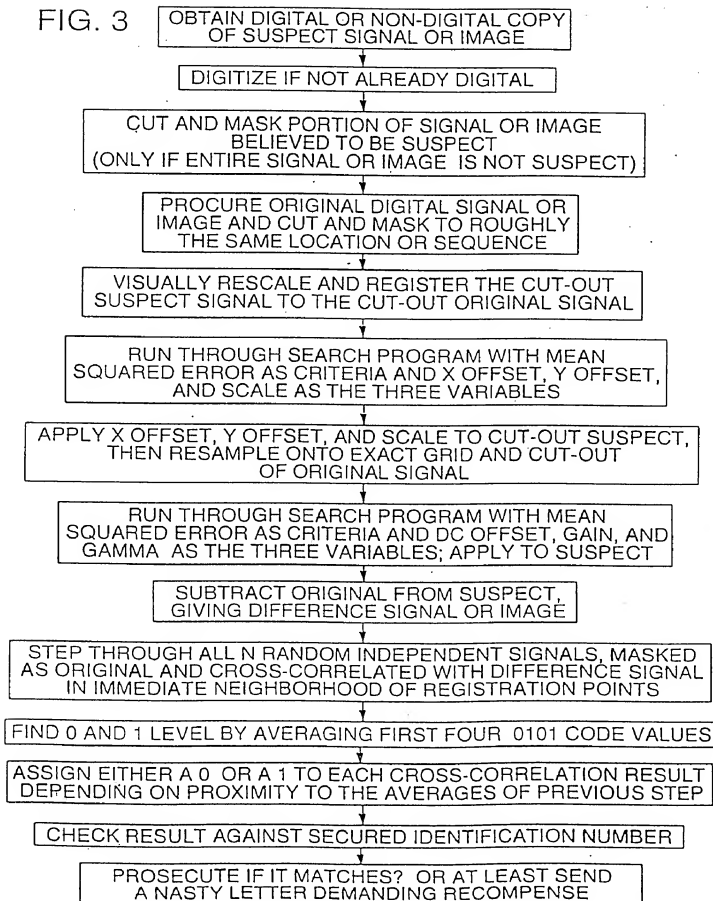 FIG. 3
OBTAIN DIGITAL OR NON-DIGITAL COPY
OF SUSPECT SIGNAL OR IMAGE
DIGITIZE IF NOT ALREADY DIGITAL
CUT AND MASK PORTION OF SIGNAL OR IMAGE
BELIEVED TO BE SUSPECT
(ONLY IF ENTIRE SIGNAL OR IMAGE IS NOT SUSPECT)
PROCURE ORIGINAL DIGITAL SIGNAL OR
IMAGE AND CUT AND MASK TO ROUGHLY
THE SAME LOCATION OR SEQUENCE
VISUALLY RESCALE AND REGISTER THE CUT-OUT
SUSPECT SIGNAL TO THE CUT-OUT ORIGINAL SIGNAL
RUN THROUGH SEARCH PROGRAM WITH MEAN
SQUARED ERROR AS CRITERIA AND X OFFSET, Y OFFSET,
AND SCALE AS THE THREE VARIABLES
APPLY X OFFSET, Y OFFSET, AND SCALE TO CUT-OUT SUSPECT,
THEN RESAMPLE ONTO EXACT GRID AND CUT-OUT
OF ORIGINAL SIGNAL
RUN THROUGH SEARCH PROGRAM WITH MEAN
SQUARED ERROR AS CRITERIA AND DC OFFSET, GAIN, AND
GAMMA AS THE THREE VARIABLES; APPLY TO SUSPECT
SUBTRACT ORIGINAL FROM SUSPECT,
GIVING DIFFERENCE SIGNAL OR IMAGE
STEP THROUGH ALL N RANDOM INDEPENDENT SIGNALS, MASKED
AS ORIGINAL AND CROSS-CORRELATED WITH DIFFERENCE SIGNAL
IN IMMEDIATE NEIGHBORHOOD OF REGISTRATION POINTS
FIND 0 AND 1 LEVEL BY AVERAGING FIRST FOUR 0101 CODE VALUES
ASSIGN EITHER A 0 OR A 1 TO EACH CROSS-CORRELATION RESULT
DEPENDING ON PROXIMITY TO THE AVERAGES OF PREVIOUS STEP
CHECK RESULT AGAINST SECURED IDENTIFICATION NUMBER
PROSECUTE IF IT MATCHES? OR AT LEAST SEND
A NASTY LETTER DEMANDING RECOMPENSE